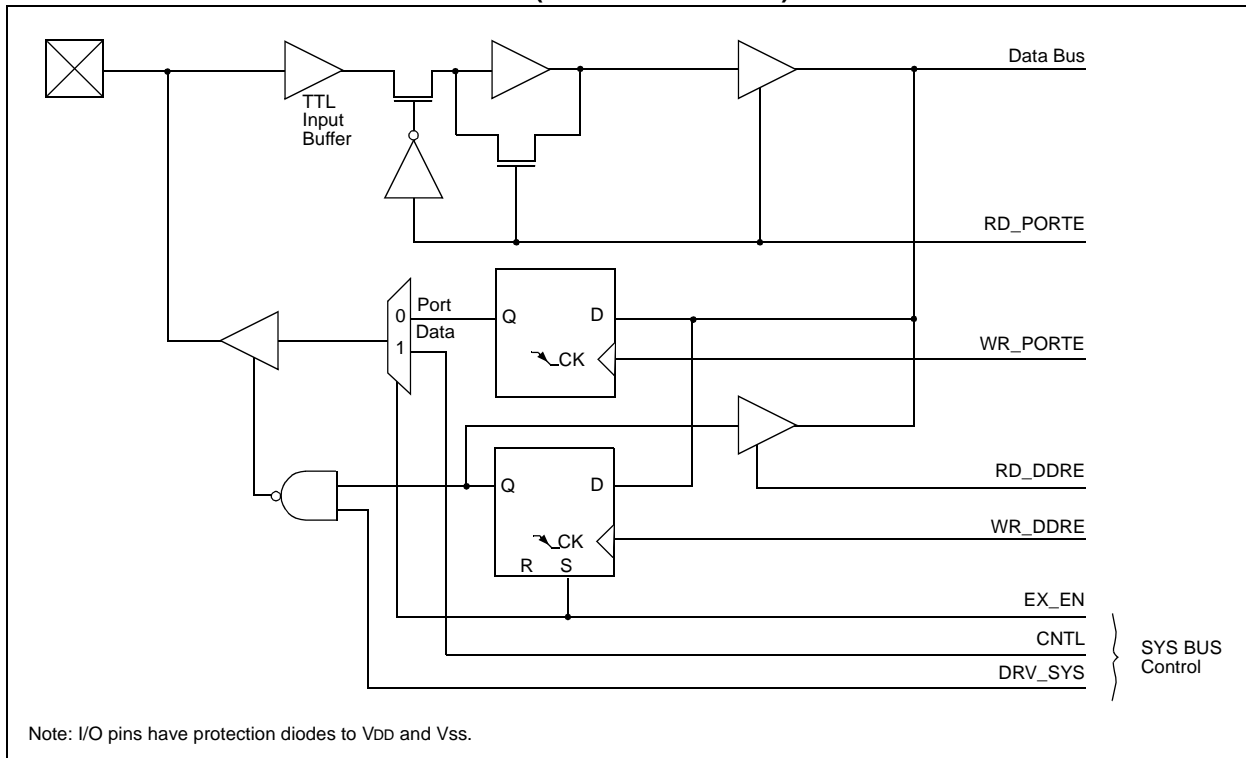 Data Bus
TTL
Input
Buffer
RD_PORTE
Port
0
Q
D
Data
1
WR_PORTE
CK
RD_DDRE
Q
D
WR_DDRE
CK
R S
EX_EN
CNTL
SYS BUS
Control
DRV_SYS
Note: I/O pins have protection diodes to VDD and Vss.